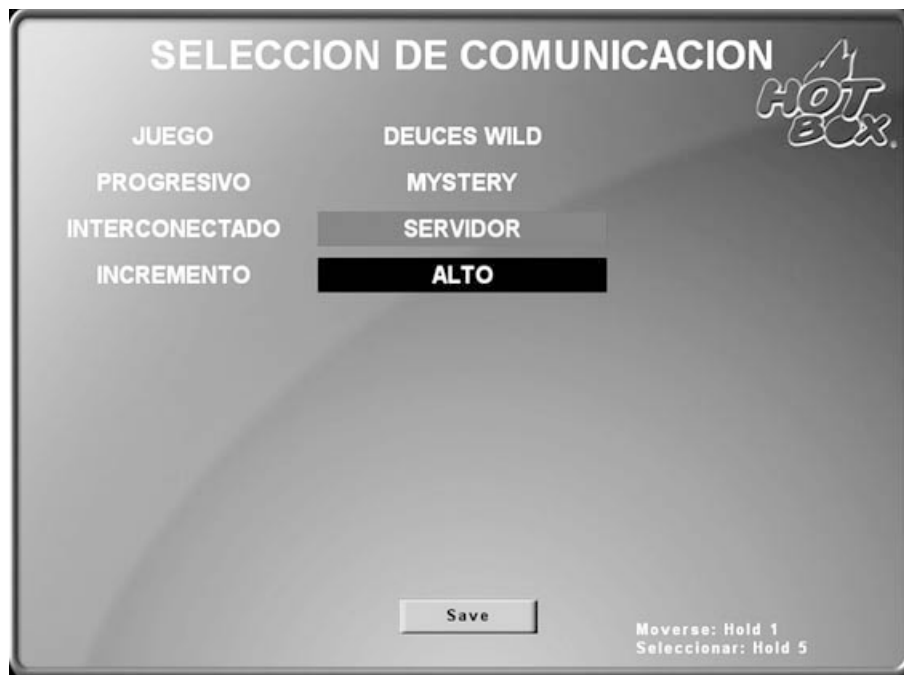 SELECCION DE COMUNICACION
HOT
BOX
JUEGO DEUCES WILD
PROGRESIVO MYSTERY
INTERCONECTADO SERVIDOR
INCREMENTO ALTO
Save
Moverse: Hold 1
Seleccionar: Hold 5